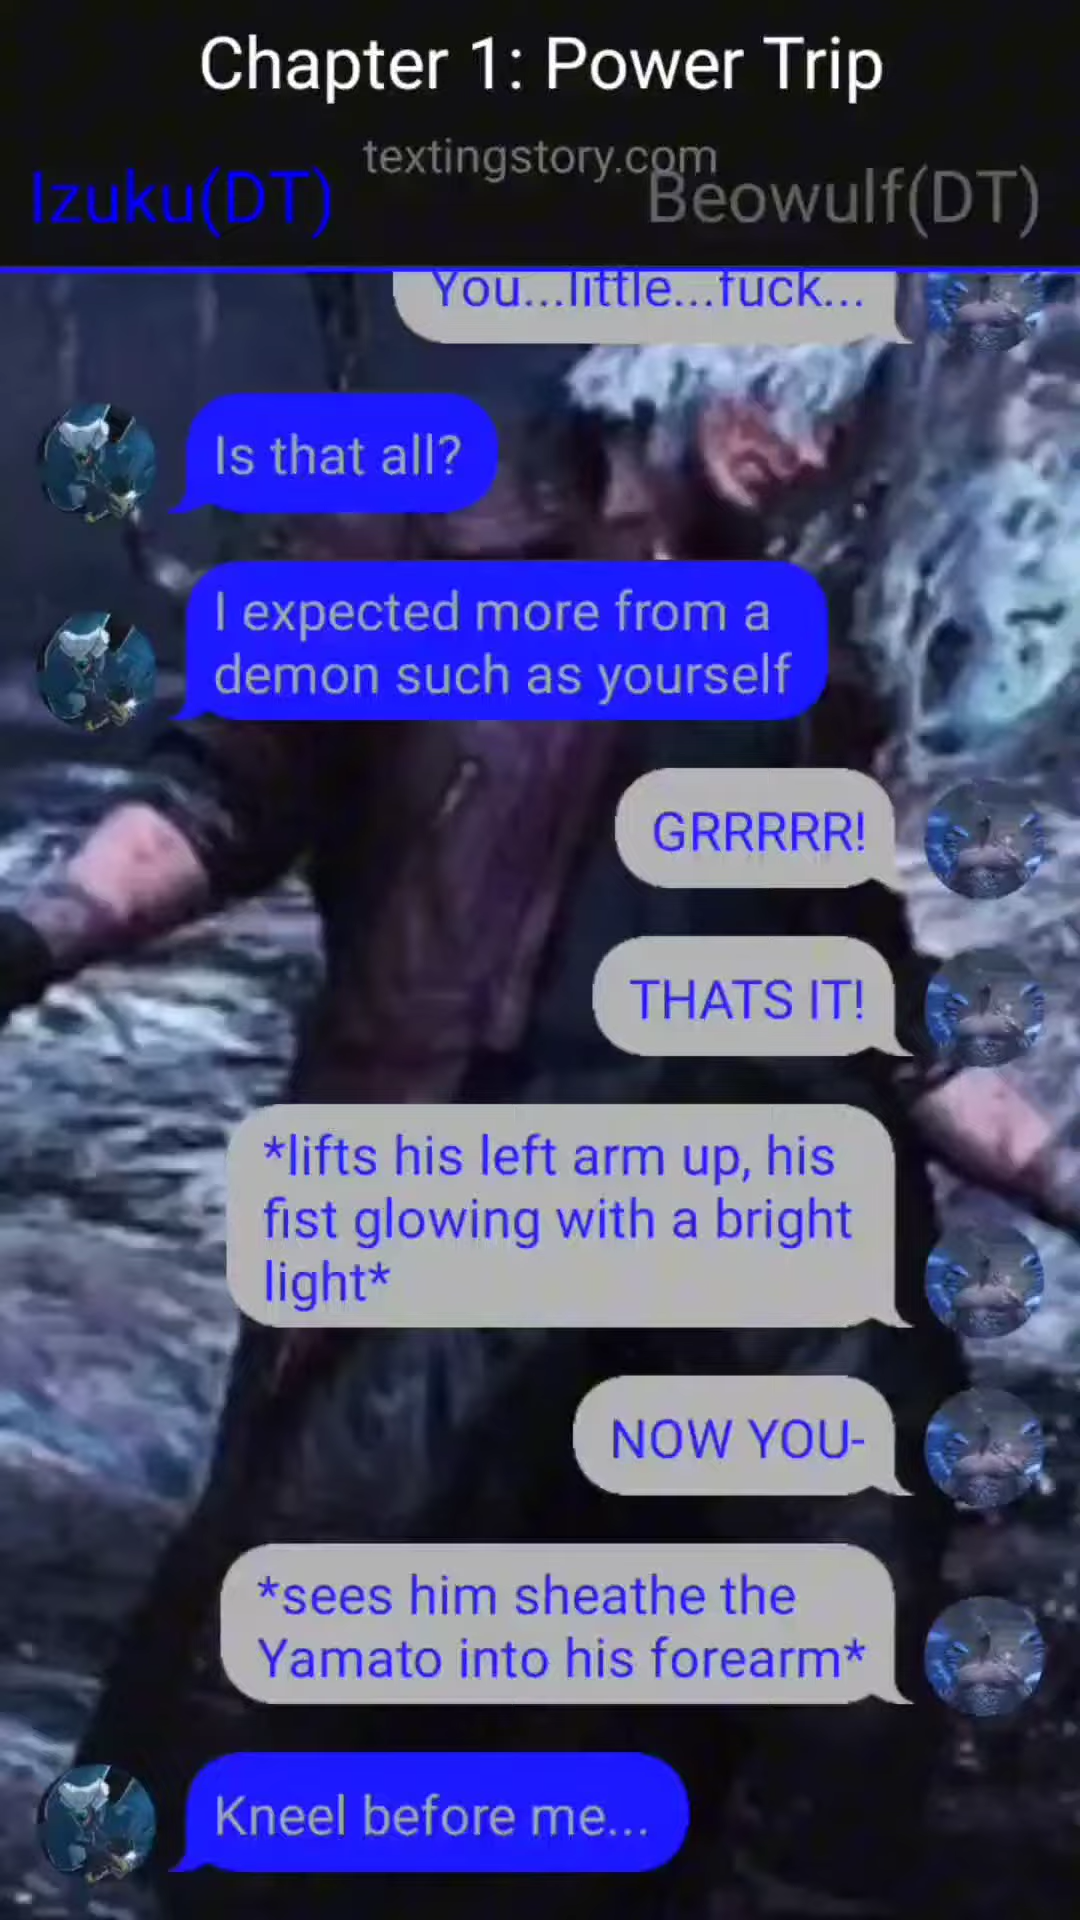 Chapter 1: Power Trip
textingstory.com
Izuku(DT)
Beowulf(DT)
You...little...fuck...
Is that all?
I expected more from a
demon such as yourself
GRRRRR!
THATS IT!
*lifts his left arm up, his
fist glowing with a bright
light*
NOW YOU-
*sees him sheathe the
Yamato into his forearm*
Kneel before me...